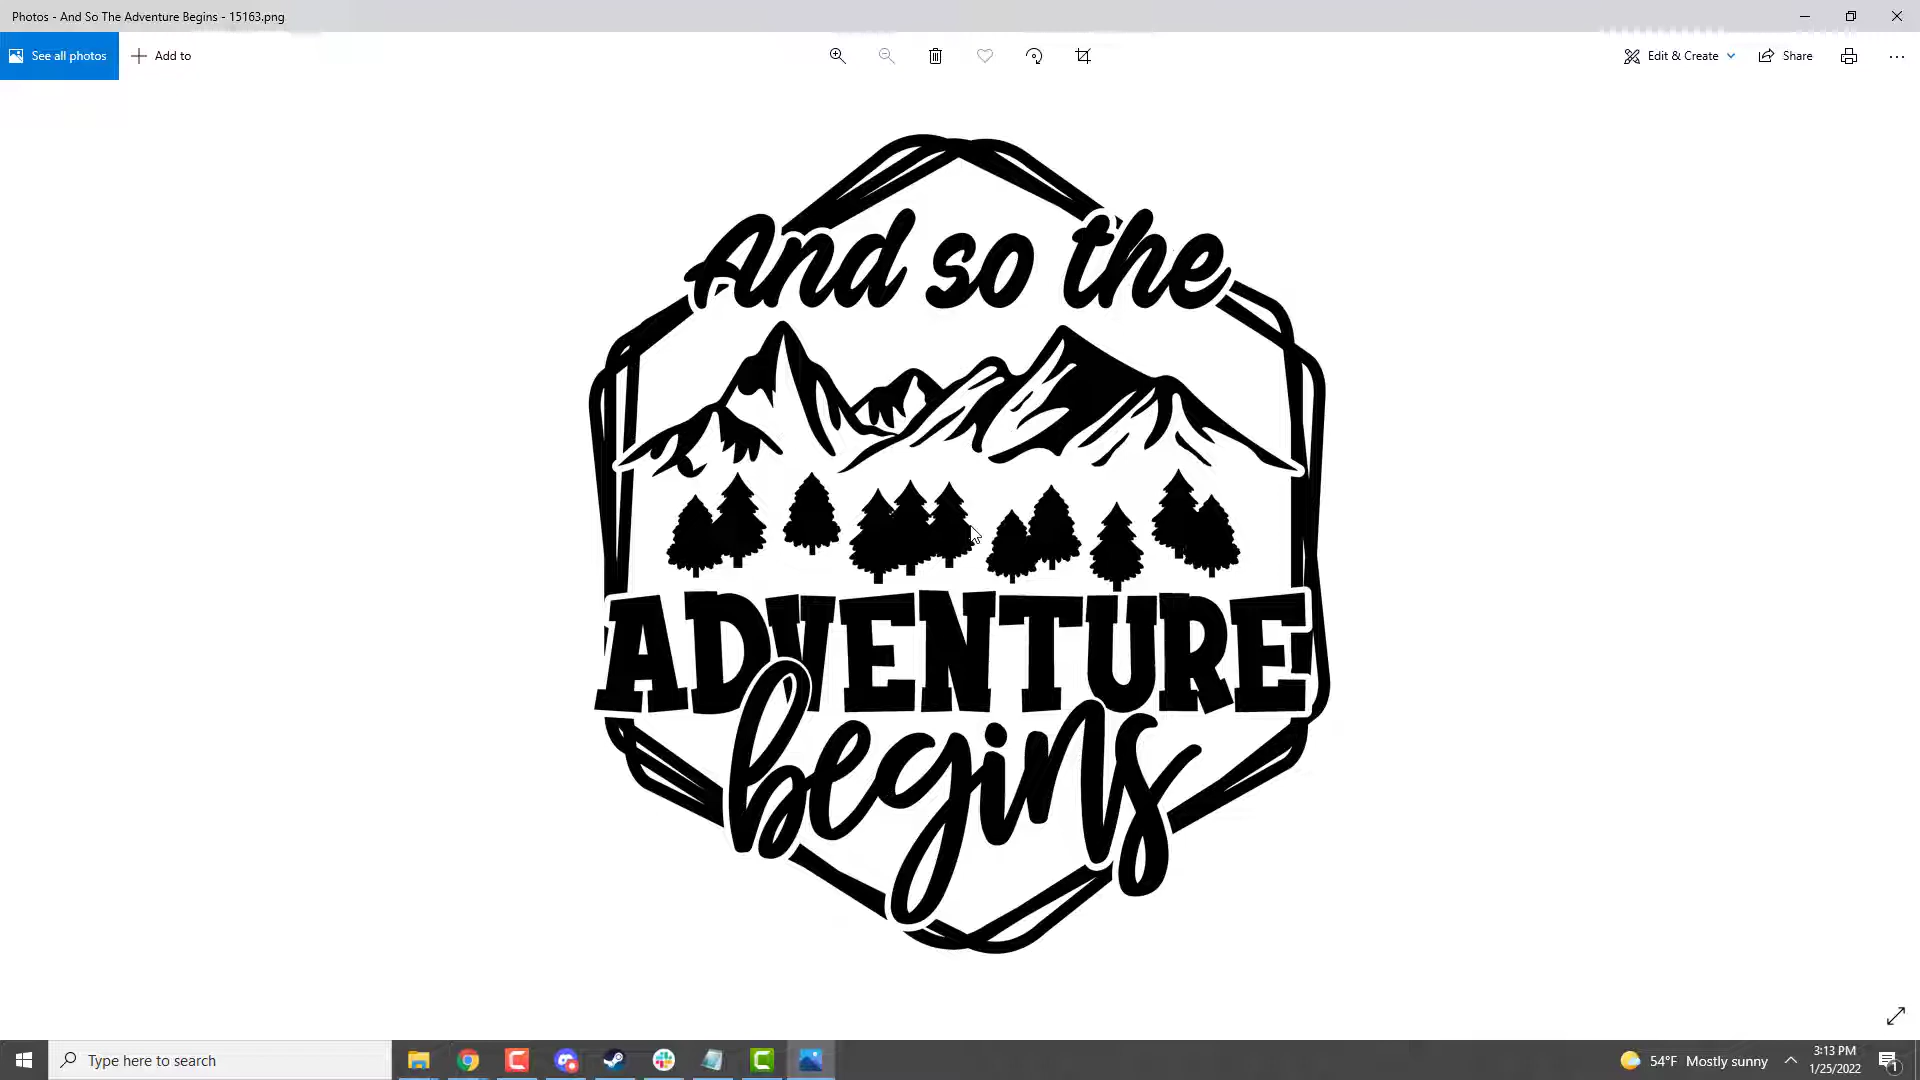 Photos - And So The Adventure Begins - 15163.png
See all photos
Add to
Edit & Create
Share
And so the
ADVENTURE
begins
Type here to search
54°F Mostly sunny
3:13 PM
1/25/2022
1